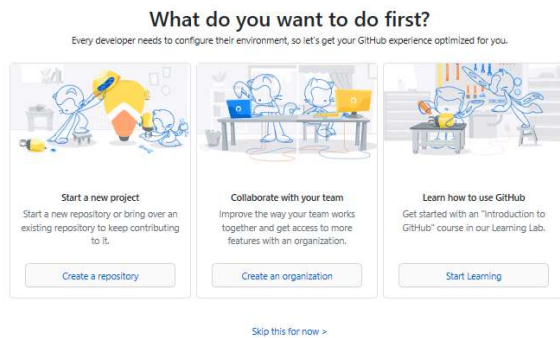 What do you want to do first?
Every developer needs to configure their environment, so let's get your GitHub experience optimized for you.
Start a new project
Start a new repository or bring over an
existing repository to keep contributing
to it.
Create a repository
Collaborate with your team
Improve the way your team works
together and get access to more
features with an organization.
Create an organization
Learn how to use GitHub
Get started with an "Introduction to
GitHub" course in our Learning Lab.
Start Learning
Skip this for now >